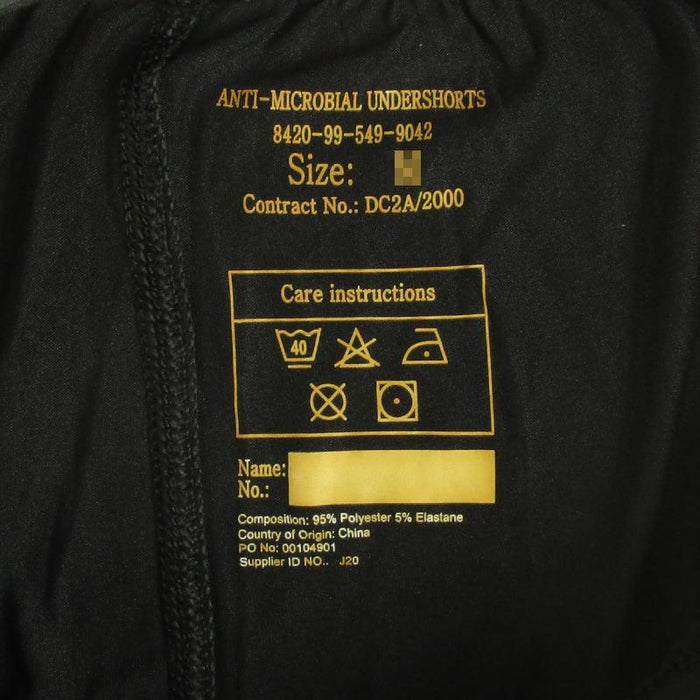 ANTI-MICROBIAL UNDERSHORTS
8420-99-549-9042
Size:
Contract No.: DC2A/2000
Care instructions
40
Name:
No.:
Composition: 95% Polyester 5% Elastane
Country of Origin: China
PO No: 00104901
Supplier ID NO.. J20